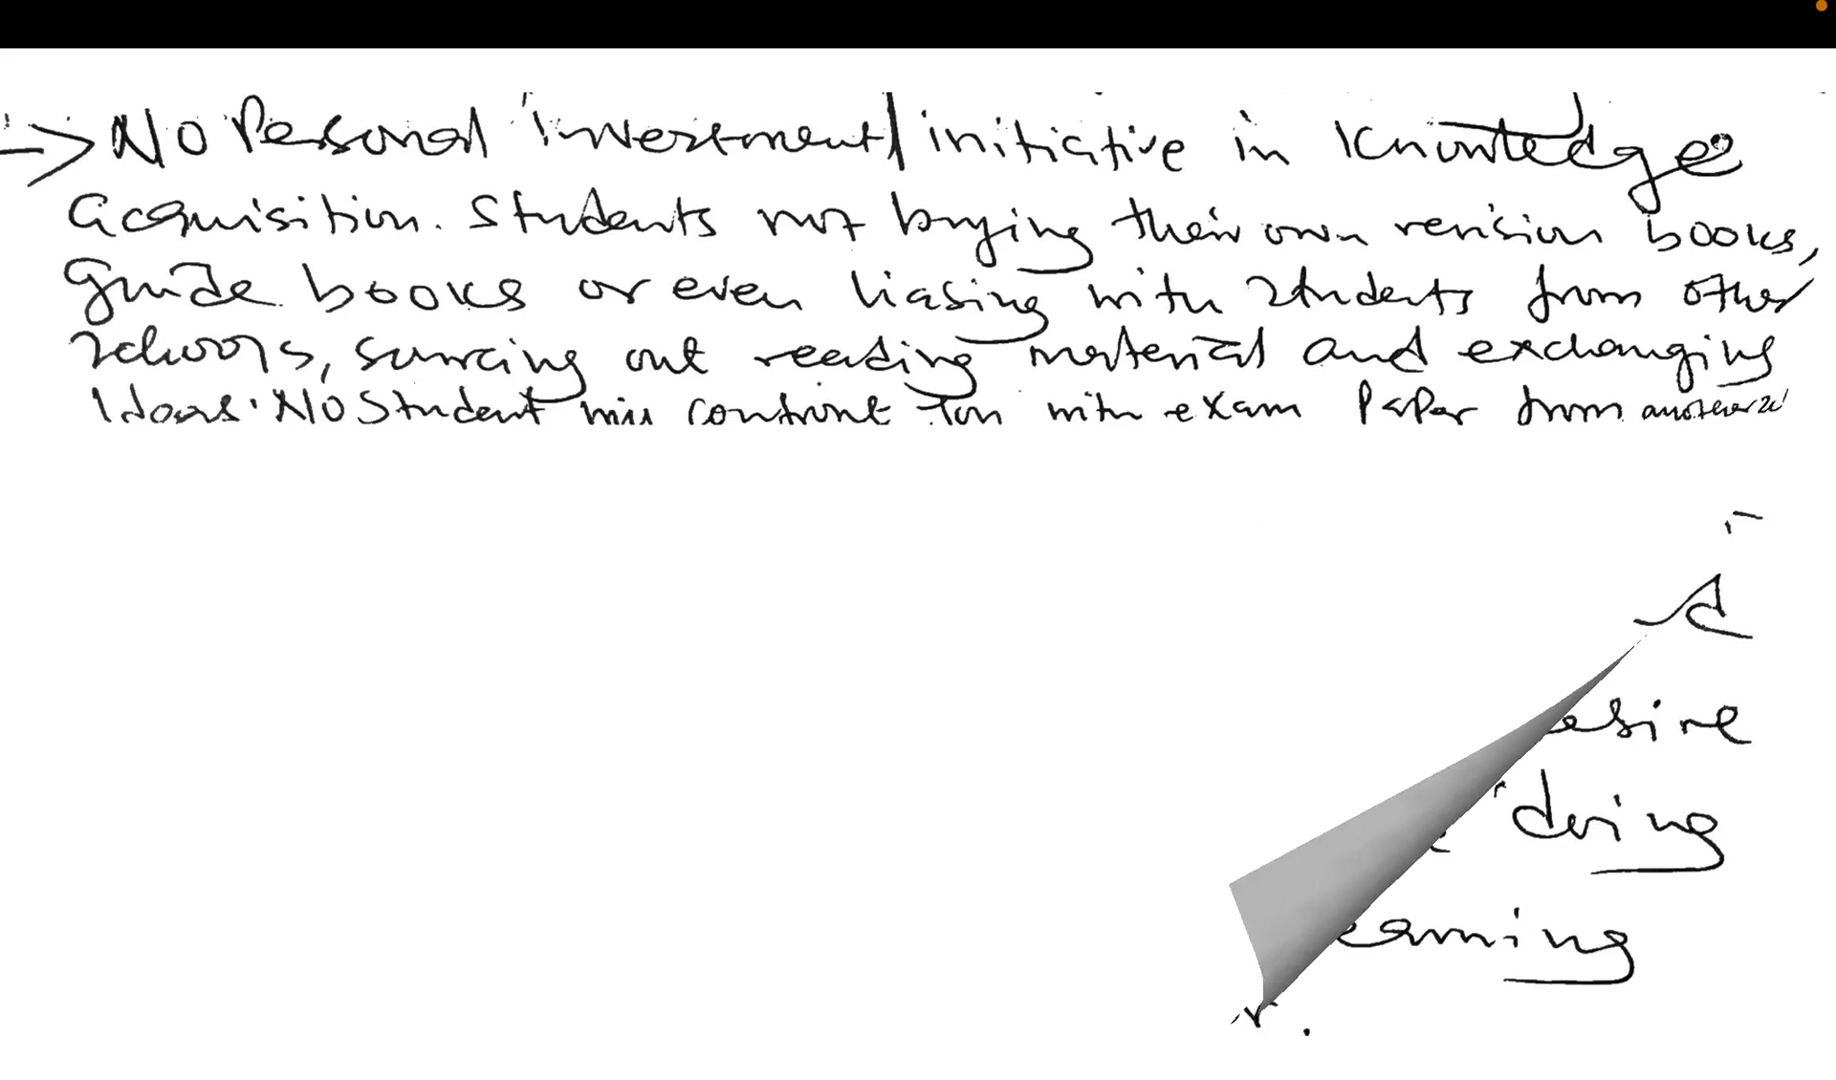 -> No Personal investment/initiative in Knowledge
acquisition. Students not buying their own revision books,
guide books or even liasing with students from other
schools, sourcing out reading material and exchanging
Ideas. No Student will confront you with exam Paper from
esire
doing
earning